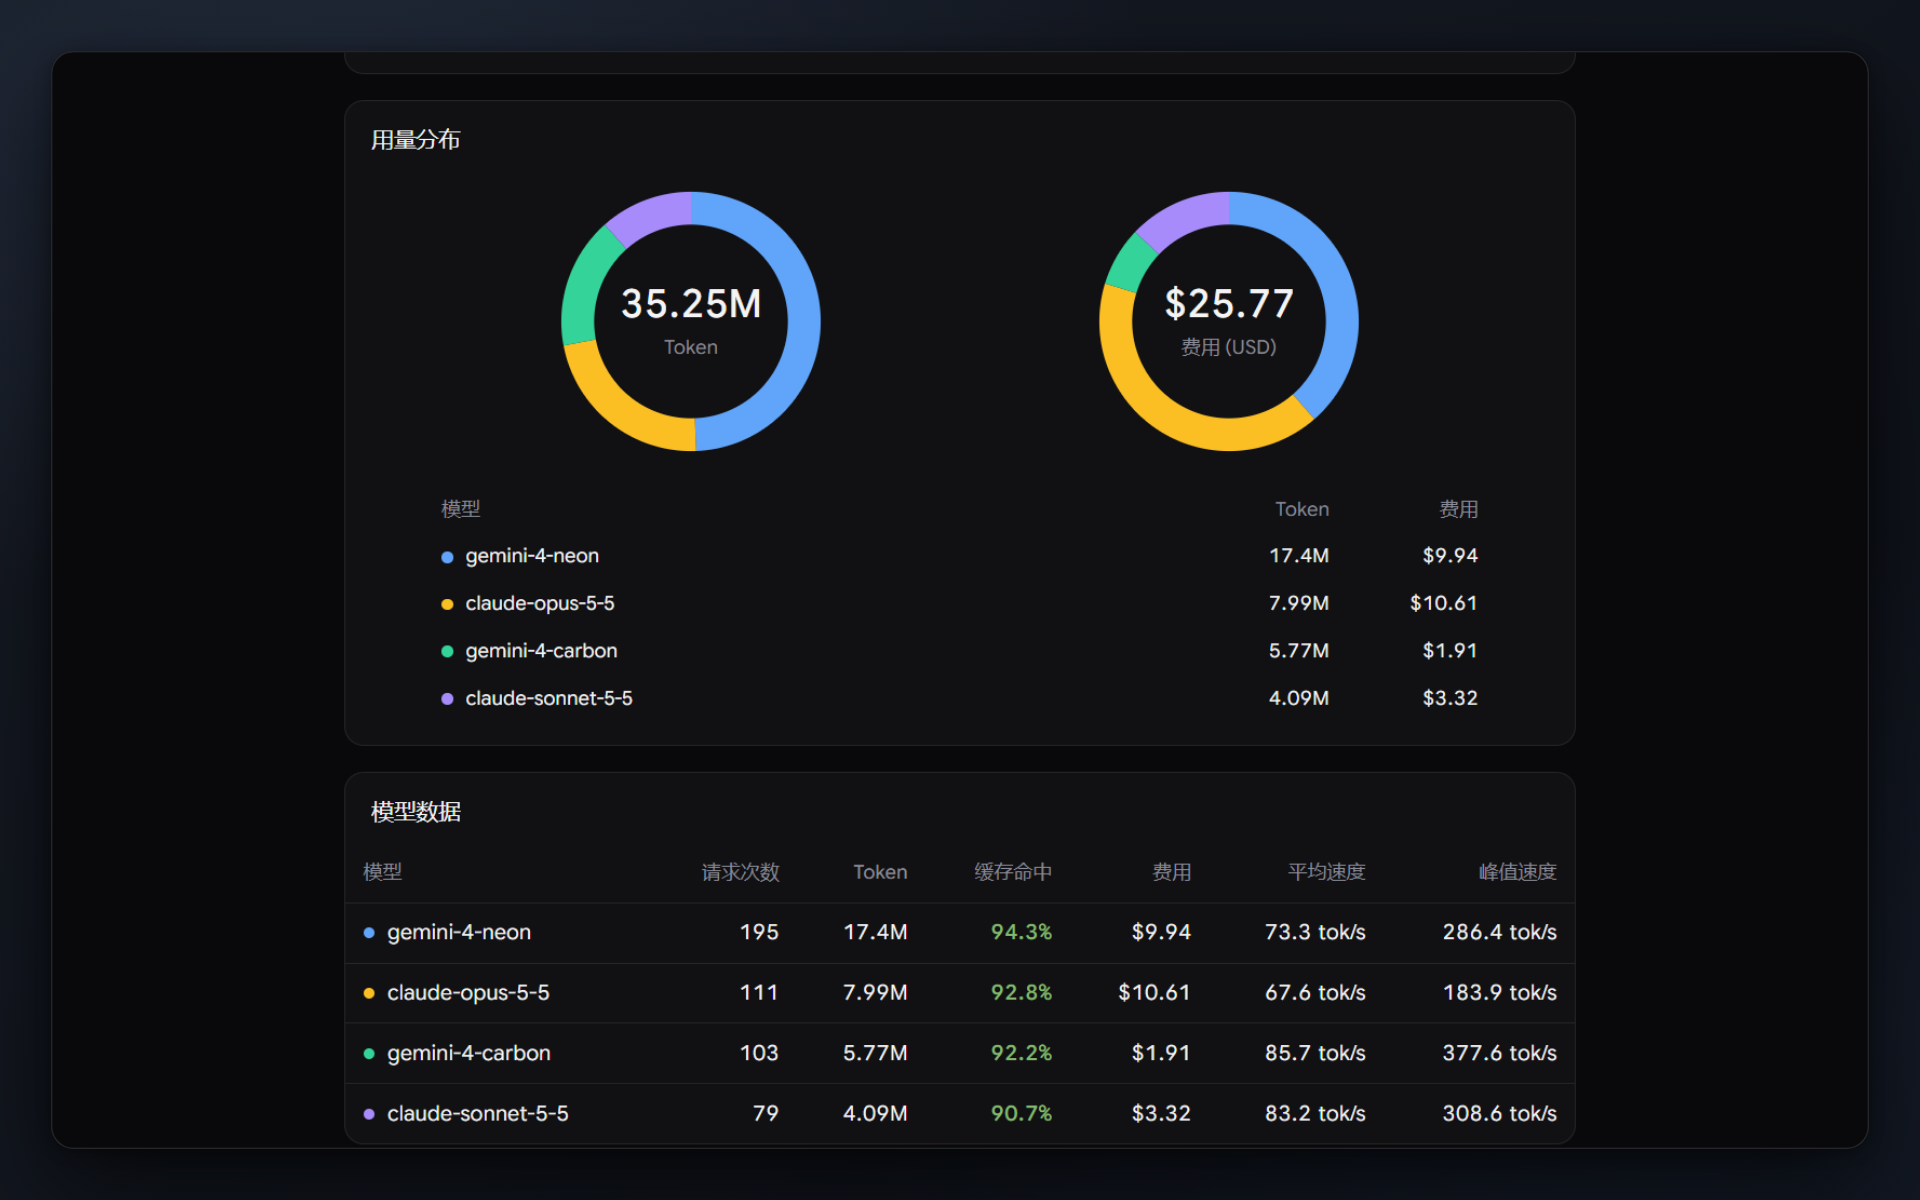 用量分布
35.25M
Token
$25.77
费用 (USD)
模型 Token 费用
gemini-4-neon 17.4M $9.94
claude-opus-5-5 7.99M $10.61
gemini-4-carbon 5.77M $1.91
claude-sonnet-5-5 4.09M $3.32
模型数据
模型 请求次数 Token 缓存命中 费用 平均速度 峰值速度
gemini-4-neon 195 17.4M 94.3% $9.94 73.3 tok/s 286.4 tok/s
claude-opus-5-5 111 7.99M 92.8% $10.61 67.6 tok/s 183.9 tok/s
gemini-4-carbon 103 5.77M 92.2% $1.91 85.7 tok/s 377.6 tok/s
claude-sonnet-5-5 79 4.09M 90.7% $3.32 83.2 tok/s 308.6 tok/s